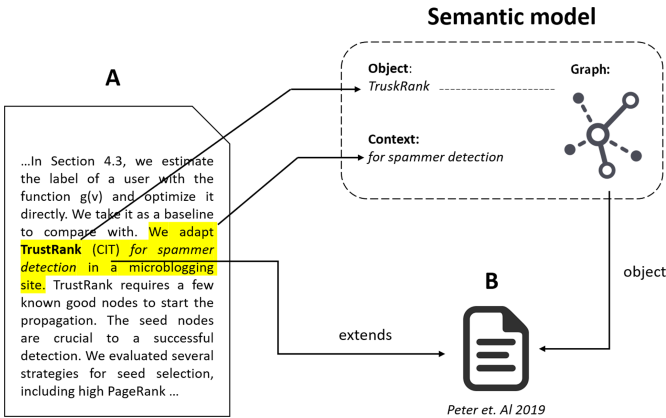 Semantic model
A
Object:
TruskRank
Graph:
Context:
for spammer detection
...In Section 4.3, we estimate
the label of a user with the
function g(v) and optimize it
directly. We take it as a baseline
to compare with. We adapt
TrustRank (CIT) for spammer
detection in a microblogging
site. TrustRank requires a few
known good nodes to start the
propagation. The seed nodes
are crucial to a successful
detection. We evaluated several
strategies for seed selection,
including high PageRank ...
object
B
extends
Peter et. Al 2019